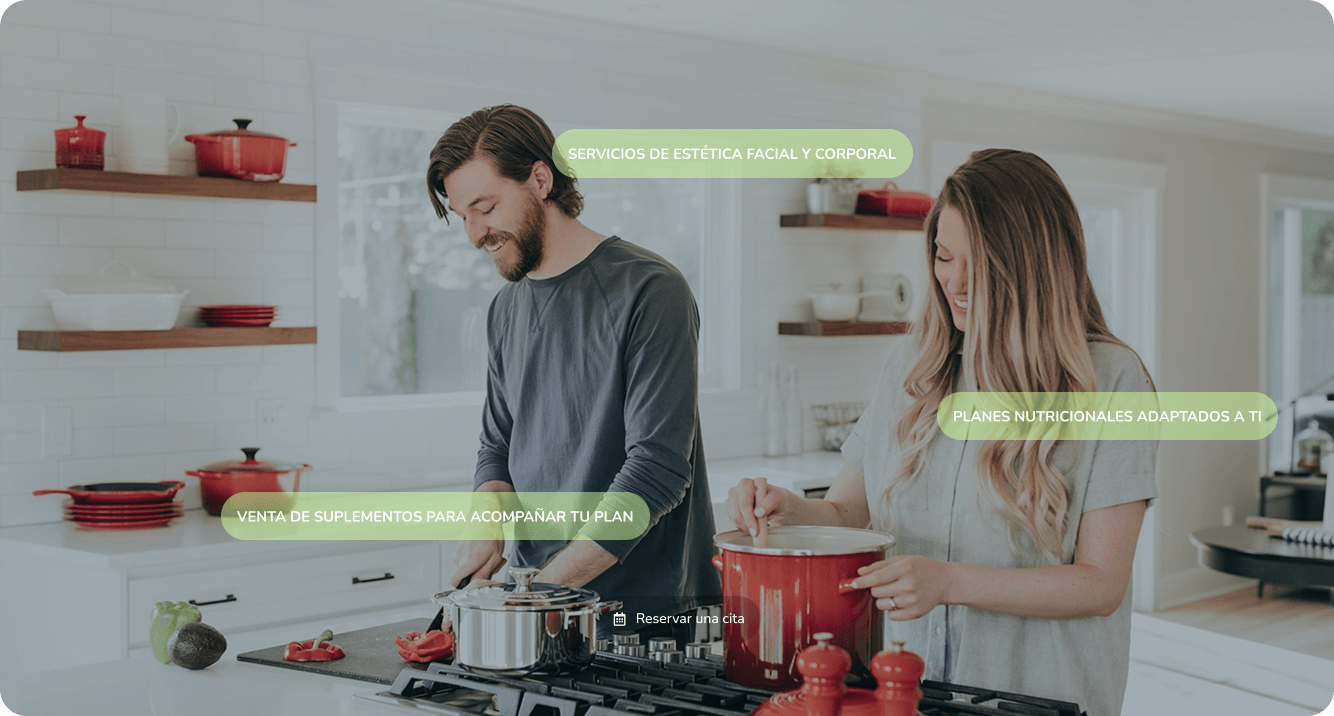 SERVICIOS DE ESTÉTICA FACIAL Y CORPORAL
PLANES NUTRICIONALES ADAPTADOS A TI
VENTA DE SUPLEMENTOS PARA ACOMPAÑAR TU PLAN
Reservar una cita